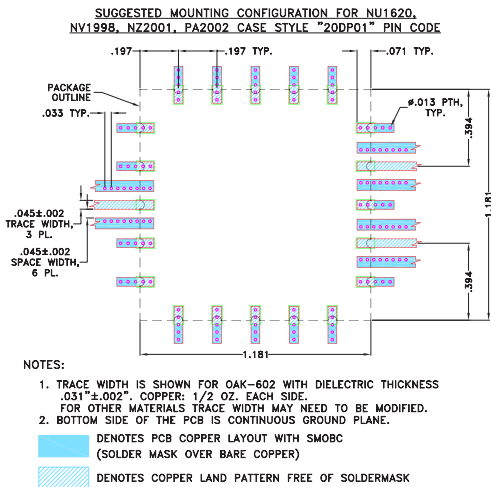 SUGGESTED MOUNTING CONFIGURATION FOR NU1620,
NV1998, NZ2001, PA2002 CASE STYLE "20DP01" PIN CODE
.197
.197 TYP.
.071 TYP.
PACKAGE
OUTLINE
.033 TYP.
ø.013 PTH,
TYP.
.394
1.181
.045±.002
TRACE WIDTH,
3 PL.
.045±.002
SPACE WIDTH,
6 PL.
.394
1.181
NOTES:
1. TRACE WIDTH IS SHOWN FOR OAK-602 WITH DIELECTRIC THICKNESS
.031"±.002". COPPER: 1/2 OZ. EACH SIDE.
FOR OTHER MATERIALS TRACE WIDTH MAY NEED TO BE MODIFIED.
2. BOTTOM SIDE OF THE PCB IS CONTINUOUS GROUND PLANE.
DENOTES PCB COPPER LAYOUT WITH SMOBC
(SOLDER MASK OVER BARE COPPER)
DENOTES COPPER LAND PATTERN FREE OF SOLDERMASK